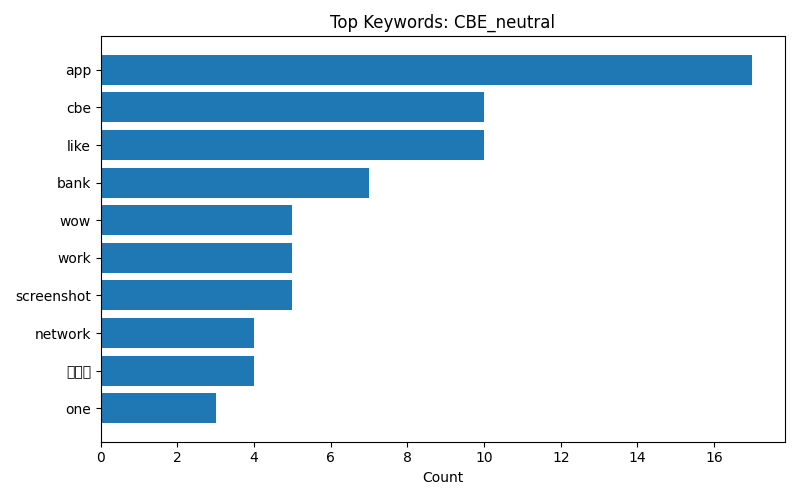 Top Keywords: CBE_neutral
app
cbe
like
bank
wow
work
screenshot
network
one
0 2 4 6 8 10 12 14 16
Count